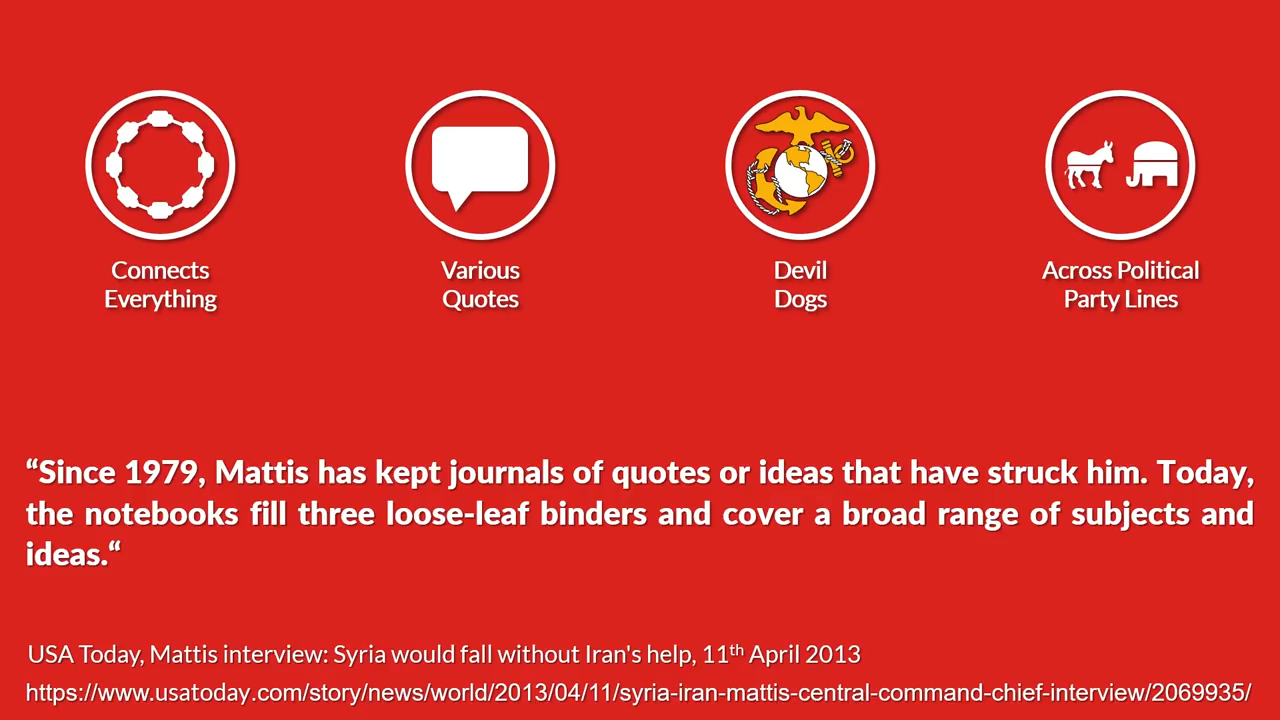 Connects
Everything
Various
Quotes
Devil
Dogs
Across Political
Party Lines
“Since 1979, Mattis has kept journals of quotes or ideas that have struck him. Today,
the notebooks fill three loose-leaf binders and cover a broad range of subjects and
ideas.“
USA Today, Mattis interview: Syria would fall without Iran's help, 11th April 2013
https://www.usatoday.com/story/news/world/2013/04/11/syria-iran-mattis-central-command-chief-interview/2069935/